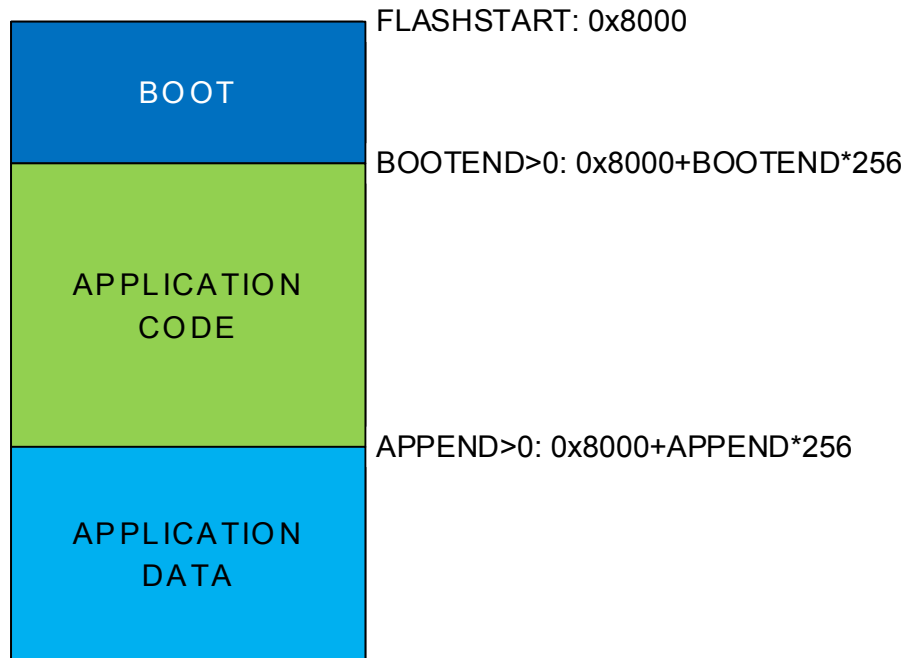 FLASHSTART: 0x8000
BOOT
BOOTEND>0: 0x8000+BOOTEND*256
APPLICATION
CODE
APPEND>0: 0x8000+APPEND*256
APPLICATION
DATA